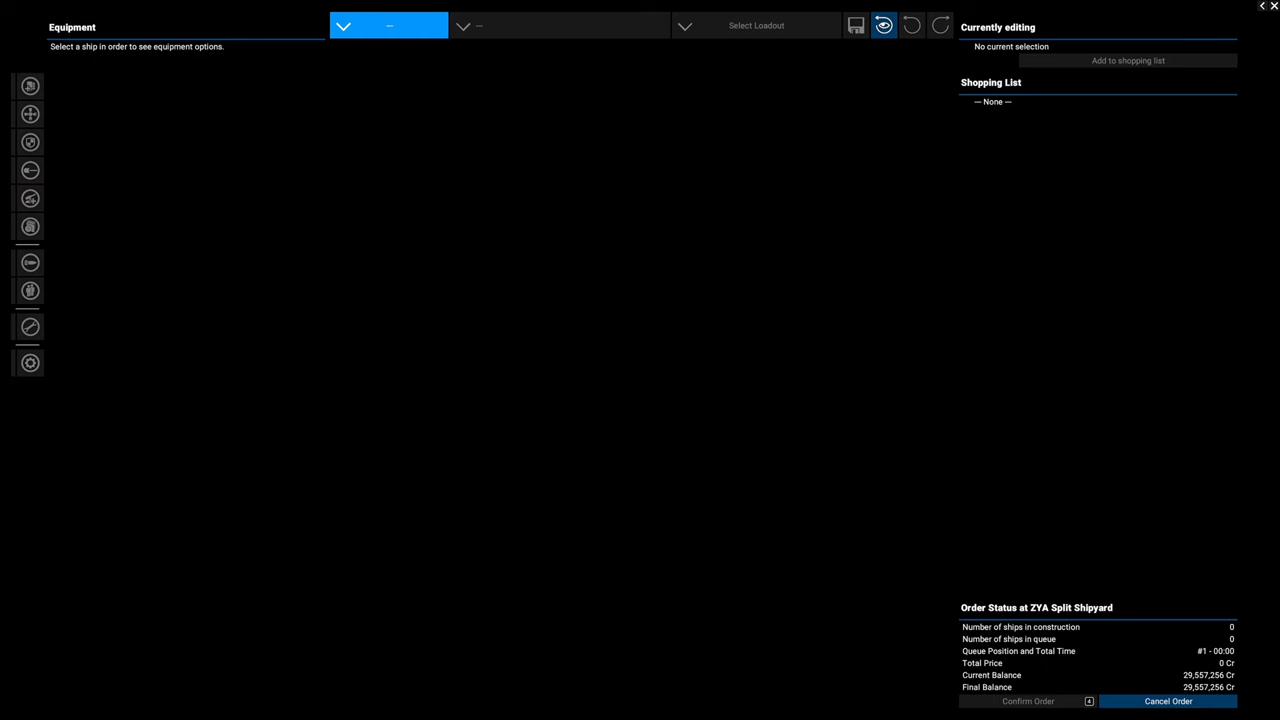 Equipment
Select a ship in order to see equipment options.
—
—
Select Loadout
Currently editing
No current selection
Add to shopping list
Shopping List
— None —
Order Status at ZYA Split Shipyard
Number of ships in construction 0
Number of ships in queue 0
Queue Position and Total Time #1 - 00:00
Total Price 0 Cr
Current Balance 29,557,256 Cr
Final Balance 29,557,256 Cr
Confirm Order 4 Cancel Order